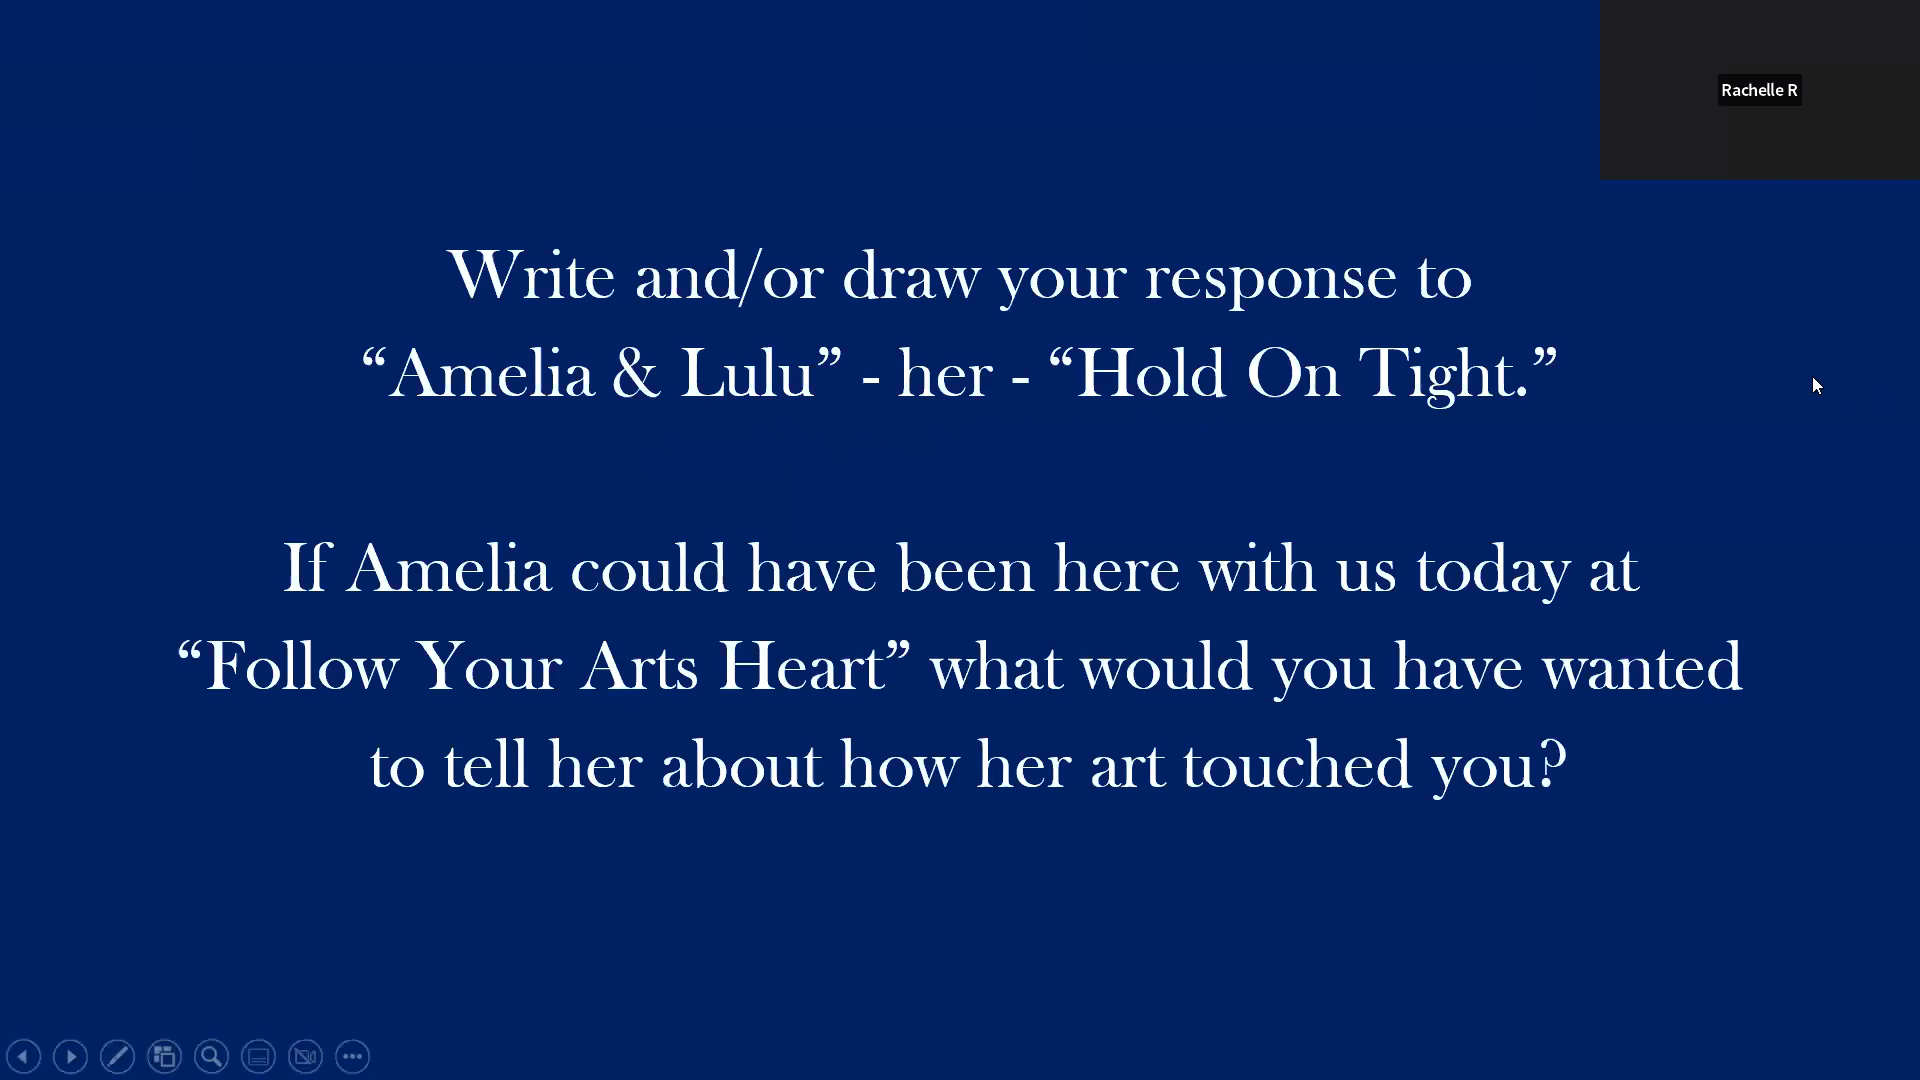 Rachelle R
Write and/or draw your response to
“Amelia & Lulu” - her - “Hold On Tight.”
If Amelia could have been here with us today at
“Follow Your Arts Heart” what would you have wanted
to tell her about how her art touched you?